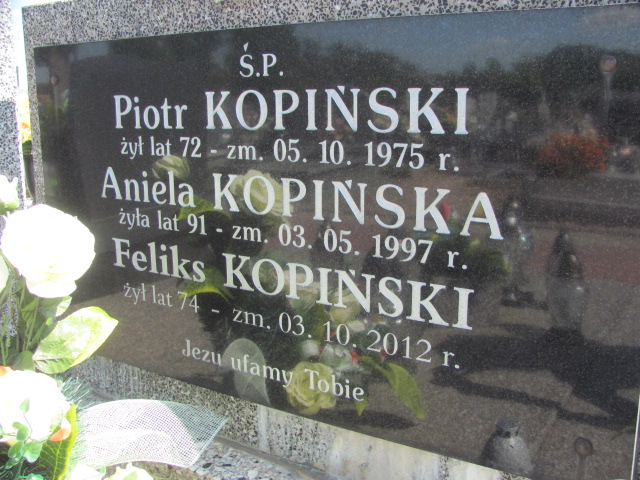 Ś.P.
Piotr KOPIŃSKI
żył lat 72 - zm. 05. 10. 1975 r.
Aniela KOPIŃSKA
żyła lat 91 - zm. 03. 05. 1997 r.
Feliks KOPIŃSKI
żył lat 74 - zm. 03. 10. 2012 r.
Jezu ufamy Tobie